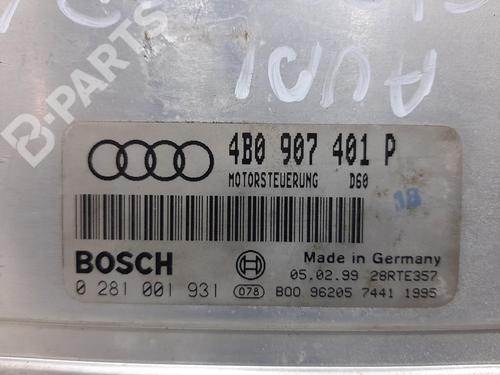 AUDI
B-PARTS
4B0 907 401 P
MOTORSTEUERUNG D60
18
BOSCH
Made in Germany
05.02.99 28RTE357
0 281 001 931 078 B00 96205 7441 1995